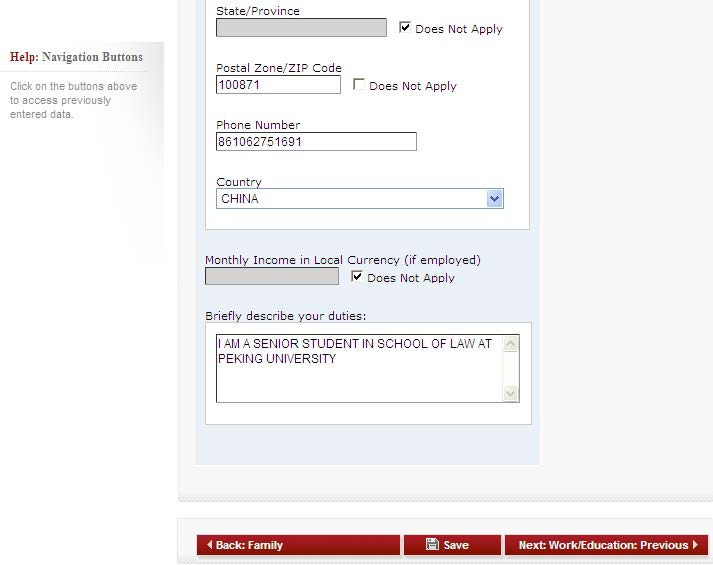 State/Province
Does Not Apply
Help: Navigation Buttons
Click on the buttons above
to access previously
entered data.
Postal Zone/ZIP Code
100871
Does Not Apply
Phone Number
861062751691
Country
CHINA
Monthly Income in Local Currency (if employed)
Does Not Apply
Briefly describe your duties:
I AM A SENIOR STUDENT IN SCHOOL OF LAW AT
PEKING UNIVERSITY
Back: Family
Save
Next: Work/Education: Previous